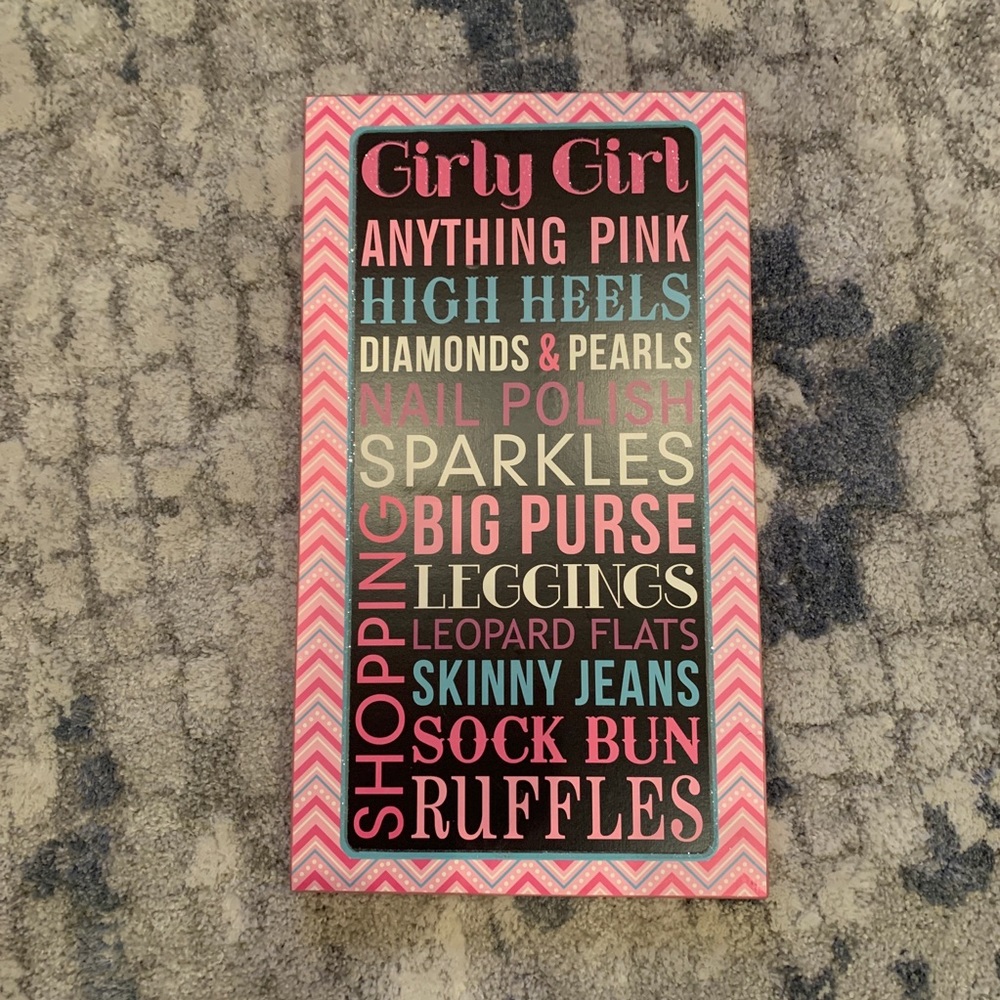 Girly Girl
ANYTHING PINK
HIGH HEELS
DIAMONDS & PEARLS
NAIL POLISH
SPARKLES
SHOPPING
BIG PURSE
LEGGINGS
LEOPARD FLATS
SKINNY JEANS
SOCK BUN
RUFFLES